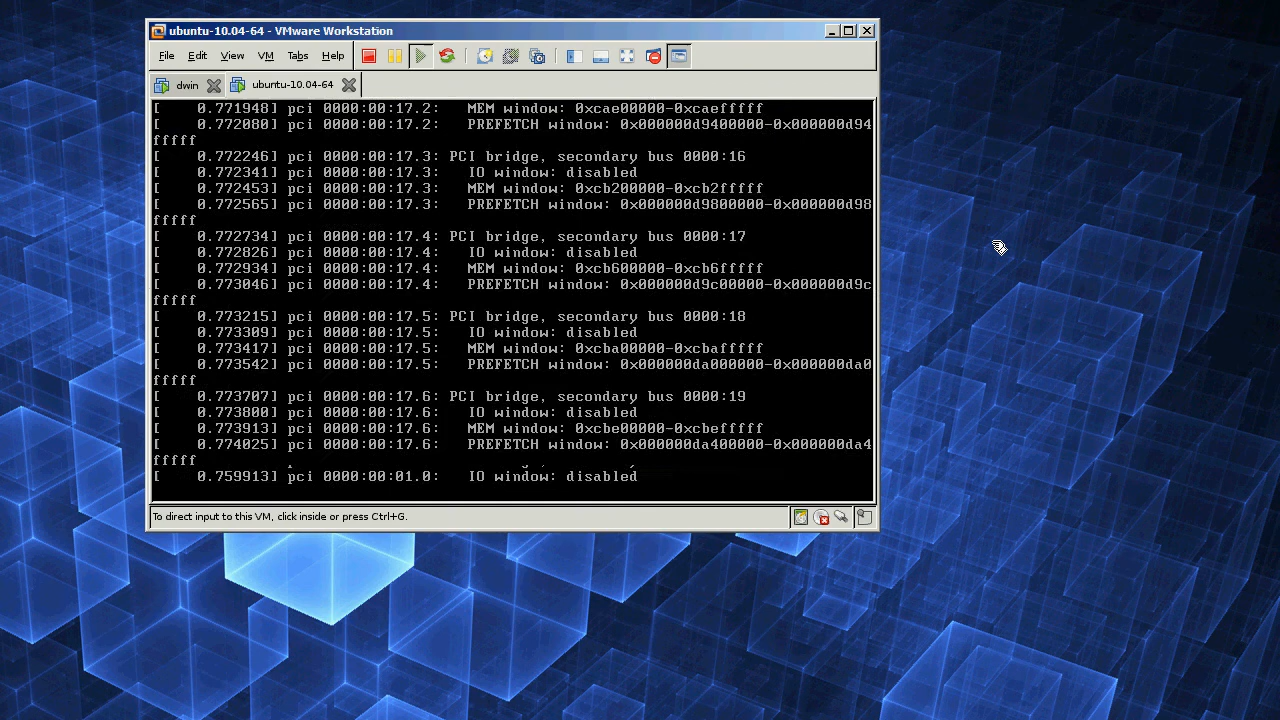 ubuntu-10.04-64 - VMware Workstation
File Edit View VM Tabs Help
dwin ubuntu-10.04-64
[    0.771948] pci 0000:00:17.2:   MEM window: 0xcae00000-0xcaefffff
[    0.772080] pci 0000:00:17.2:   PREFETCH window: 0x000000d9400000-0x000000d94
fffff
[    0.772246] pci 0000:00:17.3: PCI bridge, secondary bus 0000:16
[    0.772341] pci 0000:00:17.3:   IO window: disabled
[    0.772453] pci 0000:00:17.3:   MEM window: 0xcb200000-0xcb2fffff
[    0.772565] pci 0000:00:17.3:   PREFETCH window: 0x000000d9800000-0x000000d98
fffff
[    0.772734] pci 0000:00:17.4: PCI bridge, secondary bus 0000:17
[    0.772826] pci 0000:00:17.4:   IO window: disabled
[    0.772934] pci 0000:00:17.4:   MEM window: 0xcb600000-0xcb6fffff
[    0.773046] pci 0000:00:17.4:   PREFETCH window: 0x000000d9c00000-0x000000d9c
fffff
[    0.773215] pci 0000:00:17.5: PCI bridge, secondary bus 0000:18
[    0.773309] pci 0000:00:17.5:   IO window: disabled
[    0.773417] pci 0000:00:17.5:   MEM window: 0xcba00000-0xcbafffff
[    0.773542] pci 0000:00:17.5:   PREFETCH window: 0x000000da000000-0x000000da0
fffff
[    0.773707] pci 0000:00:17.6: PCI bridge, secondary bus 0000:19
[    0.773800] pci 0000:00:17.6:   IO window: disabled
[    0.773913] pci 0000:00:17.6:   MEM window: 0xcbe00000-0xcbefffff
[    0.774025] pci 0000:00:17.6:   PREFETCH window: 0x000000da400000-0x000000da4
fffff
[    0.759913] pci 0000:00:01.0:   IO window: disabled
To direct input to this VM, click inside or press Ctrl+G.